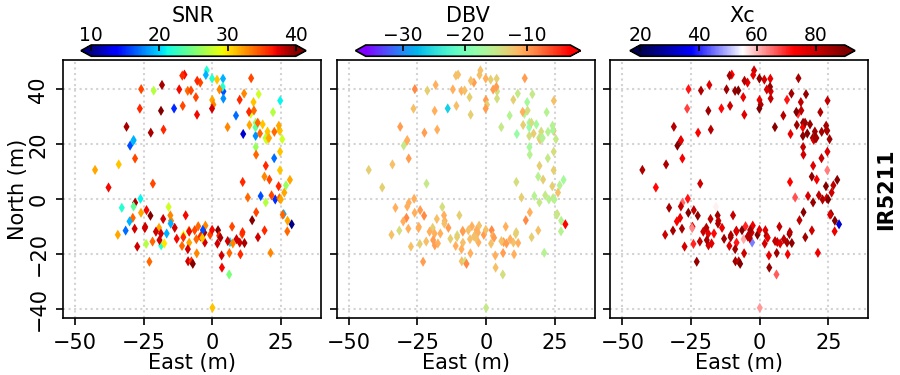 SNR DBV Xc
10 20 30 40 −30 −20 −10 20 40 60 80
North (m)
40
20
0
−20
−40
−50 −25 0 25 −50 −25 0 25 −50 −25 0 25
East (m) East (m) East (m)
IR5211